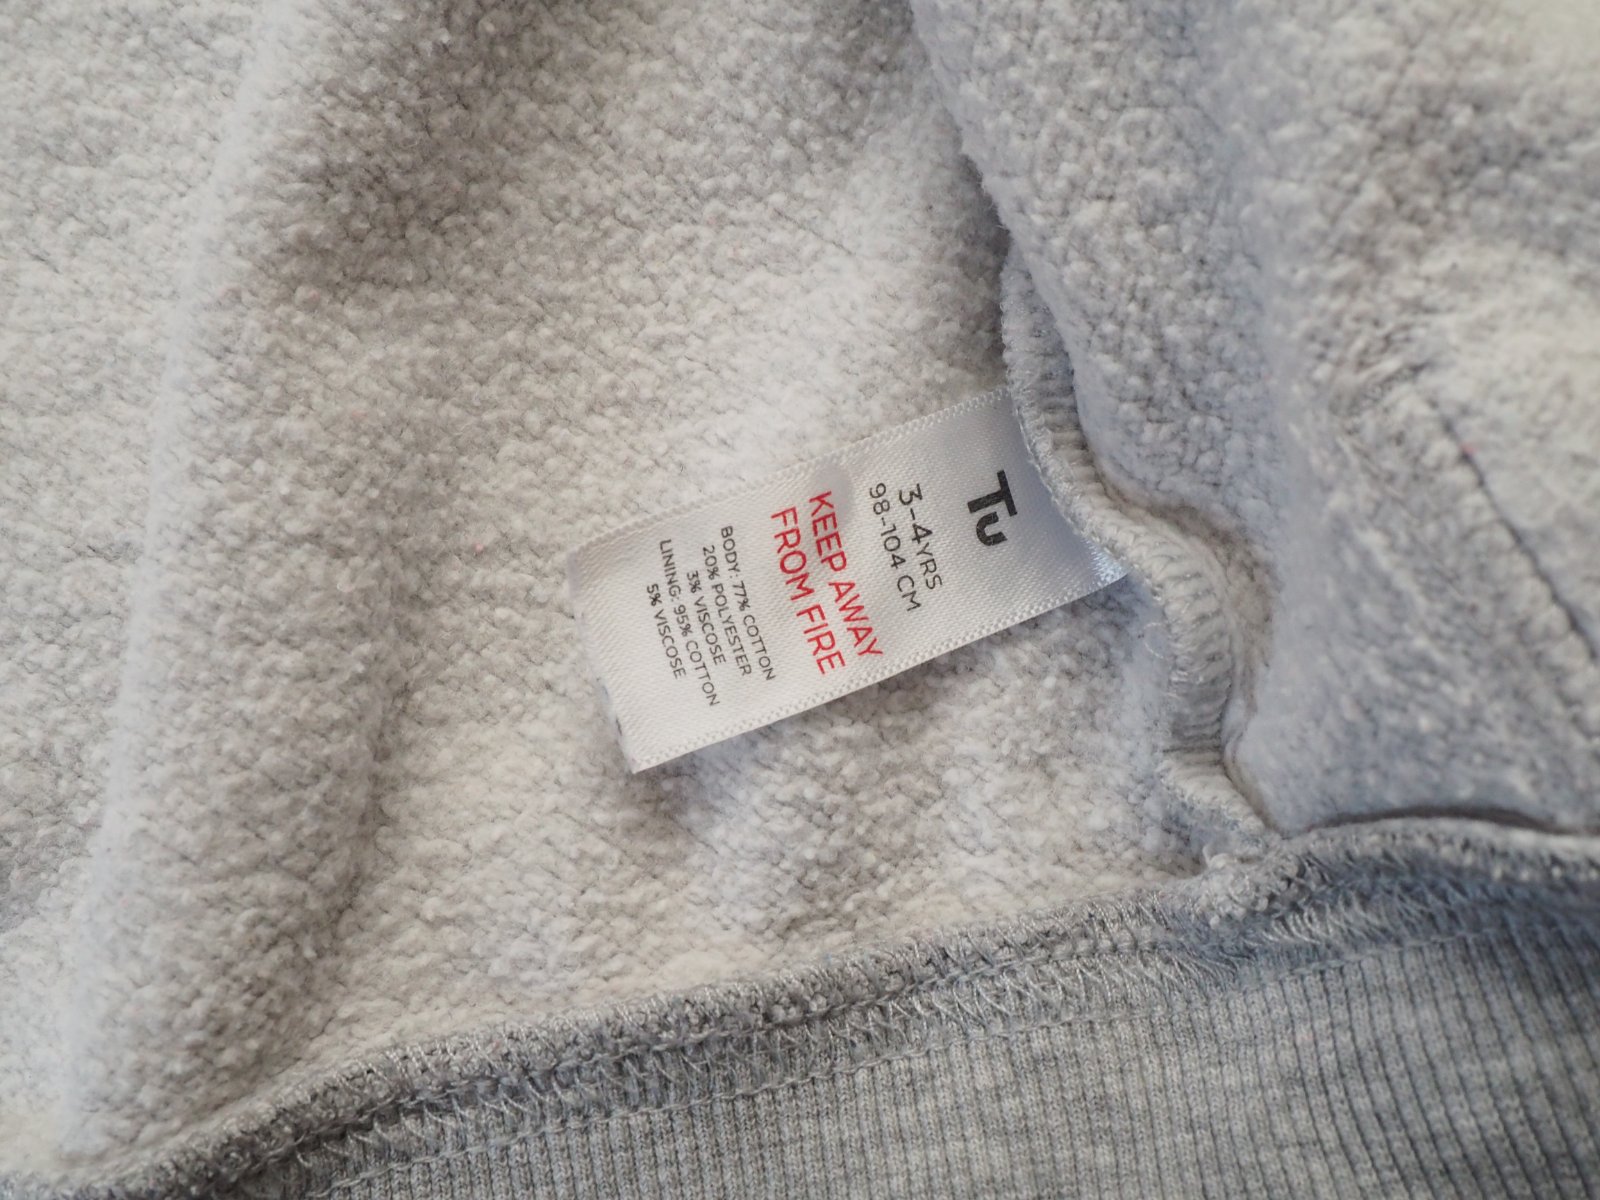 Tu
3-4YRS
98-104 CM
KEEP AWAY
FROM FIRE
BODY: 77% COTTON
20% POLYESTER
3% VISCOSE
LINING: 95% COTTON
5% VISCOSE